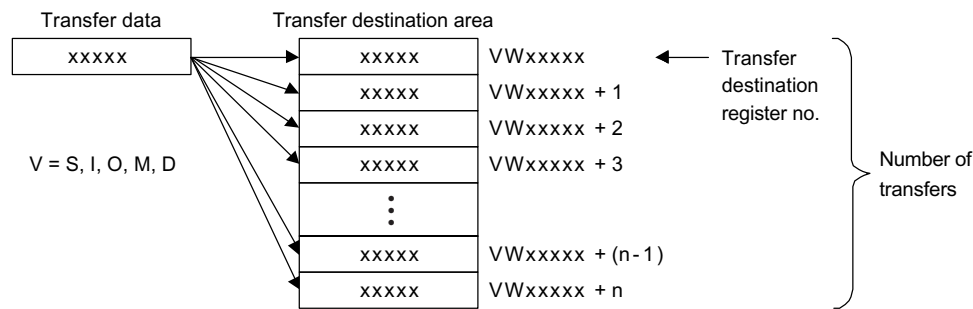 Transfer data
Transfer destination area
xxxxx
xxxxx VWxxxxx
Transfer
destination
register no.
xxxxx VWxxxxx + 1
xxxxx VWxxxxx + 2
V = S, I, O, M, D
xxxxx VWxxxxx + 3
Number of
transfers
xxxxx VWxxxxx + (n-1)
xxxxx VWxxxxx + n